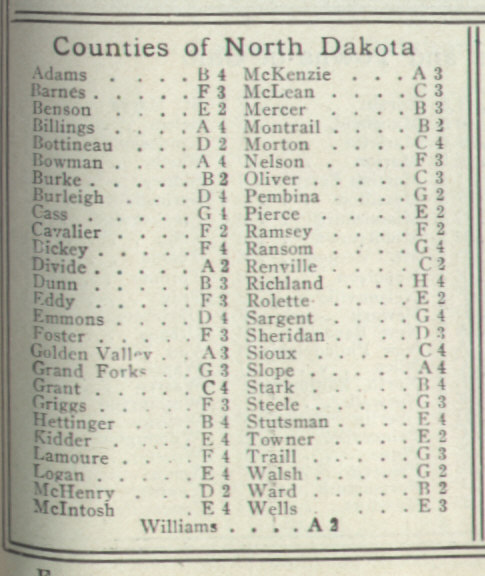 Counties of North Dakota
Adams . . . . B 4 McKenzie . . . A 3
Barnes . . . . F 3 McLean . . . . C 3
Benson . . . . E 2 Mercer . . . . B 3
Billings . . . . A 4 Montrail . . . . B 2
Bottineau . . . D 2 Morton . . . . C 4
Bowman . . . . A 4 Nelson . . . . F 3
Burke . . . . . B 2 Oliver . . . . . C 3
Burleigh . . . . D 4 Pembina . . . . G 2
Cass . . . . . G 4 Pierce . . . . . E 2
Cavalier . . . . F 2 Ramsey . . . . F 2
Dickey . . . . . F 4 Ransom . . . . G 4
Divide . . . . . A 2 Renville . . . . C 2
Dunn . . . . . B 3 Richland . . . . H 4
Eddy . . . . . F 3 Rolette . . . . E 2
Emmons . . . . D 4 Sargent . . . . G 4
Foster . . . . . F 3 Sheridan . . . . D 3
Golden Valley . . A 3 Sioux . . . . . C 4
Grand Forks . . G 3 Slope . . . . . A 4
Grant . . . . . C 4 Stark . . . . . B 4
Griggs . . . . . F 3 Steele . . . . . G 3
Hettinger . . . B 4 Stutsman . . . . E 4
Kidder . . . . E 4 Towner . . . . E 2
Lamoure . . . . F 4 Traill . . . . . G 3
Logan . . . . . E 4 Walsh . . . . . G 2
McHenry . . . . D 2 Ward . . . . . B 2
McIntosh . . . . E 4 Wells . . . . . E 3
Williams . . . . A 2